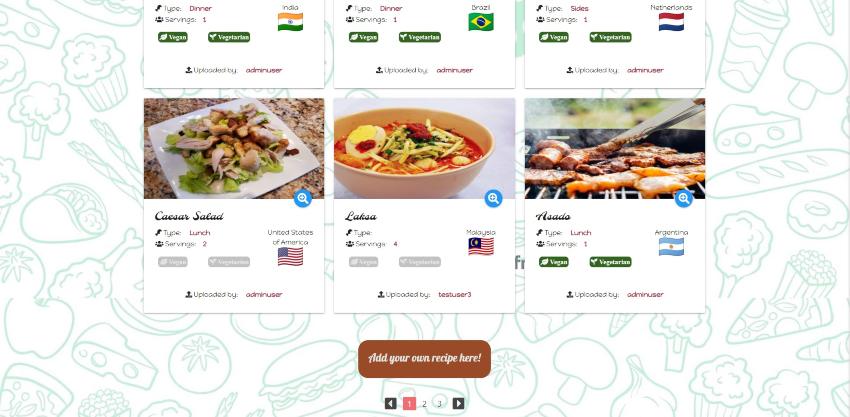 Type: Dinner
India
Servings: 1
Vegan
Vegetarian
Uploaded by: adminuser
Type: Dinner
Brazil
Servings: 1
Vegan
Vegetarian
Uploaded by: adminuser
Type: Sides
Netherlands
Servings: 1
Vegan
Vegetarian
Uploaded by: adminuser
Caesar Salad
Type: Lunch
United States
of America
Servings: 2
Vegan
Vegetarian
Uploaded by: adminuser
Laksa
Type:
Malaysia
Servings: 4
Vegan
Vegetarian
Uploaded by: testuser3
Asado
Type: Lunch
Argentina
Servings: 1
Vegan
Vegetarian
Uploaded by: adminuser
Add your own recipe here!
1 2 3